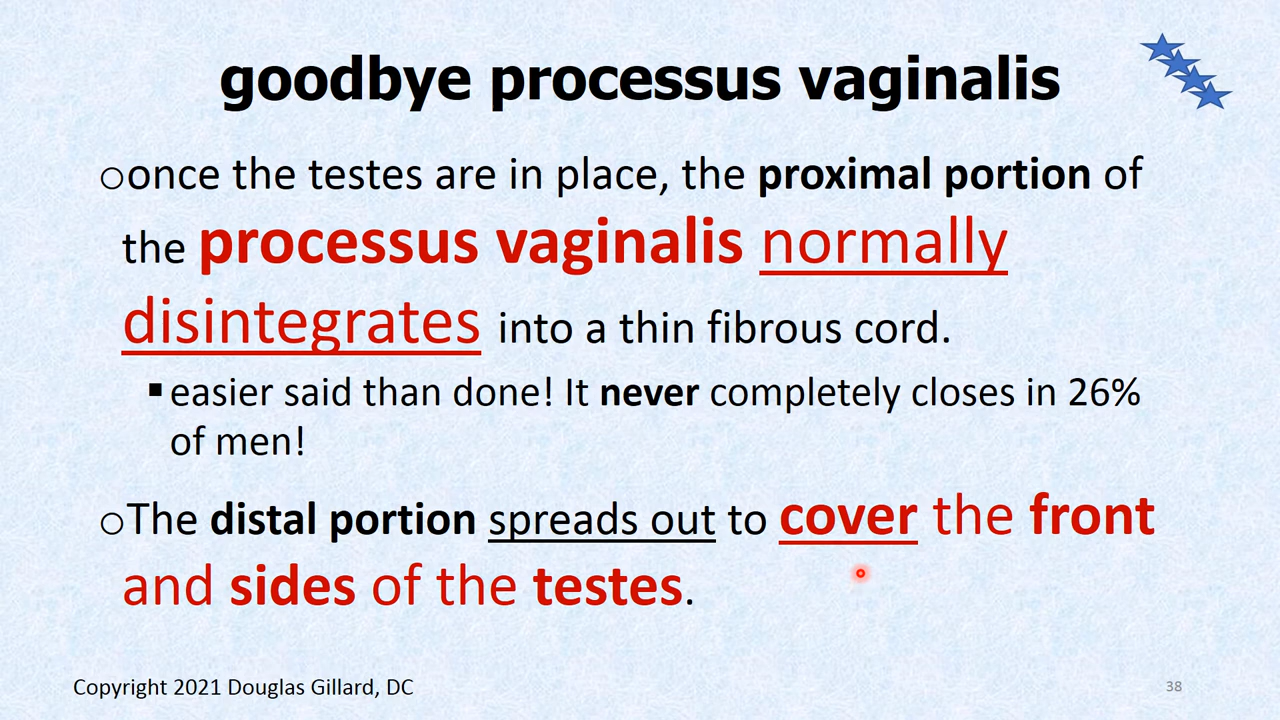 goodbye processus vaginalis
○once the testes are in place, the proximal portion of
the processus vaginalis normally
disintegrates into a thin fibrous cord.
▪easier said than done! It never completely closes in 26%
of men!
○The distal portion spreads out to cover the front
and sides of the testes.
Copyright 2021 Douglas Gillard, DC
38